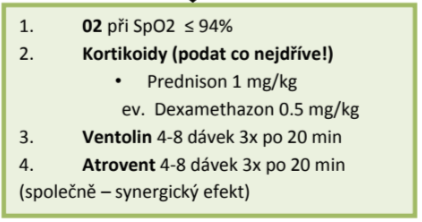 1. 02 při SpO2 ≤ 94%
2. Kortikoidy (podat co nejdříve!)
• Prednison 1 mg/kg
ev. Dexamethazon 0.5 mg/kg
3. Ventolin 4-8 dávek 3x po 20 min
4. Atrovent 4-8 dávek 3x po 20 min
(společně – synergický efekt)